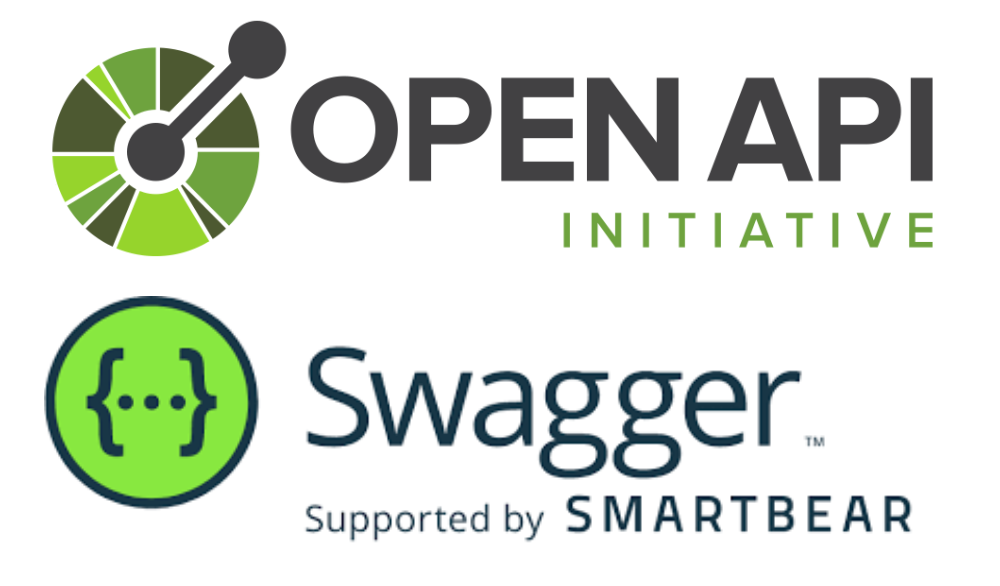 OPEN API
INITIATIVE
{···}
Swagger™
Supported by SMARTBEAR